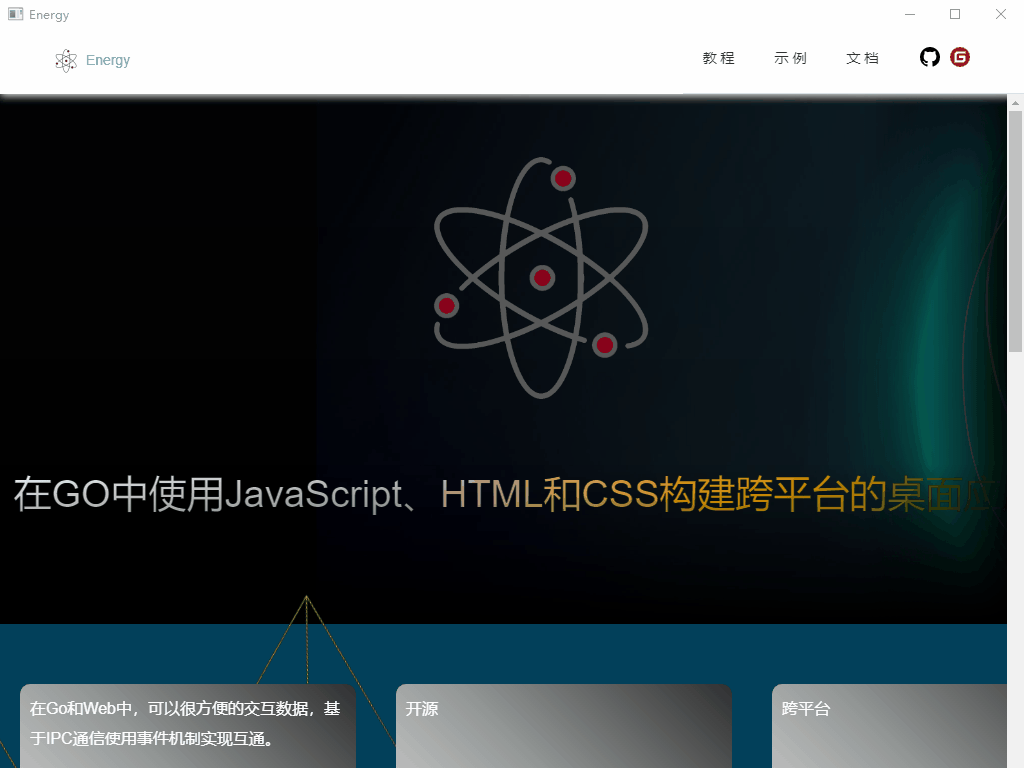 Energy
Energy
教程 示例 文档
在GO中使用JavaScript、HTML和CSS构建跨平台的桌面
在Go和Web中，可以很方便的交互数据，基
于IPC通信使用事件机制实现互通。
开源
跨平台